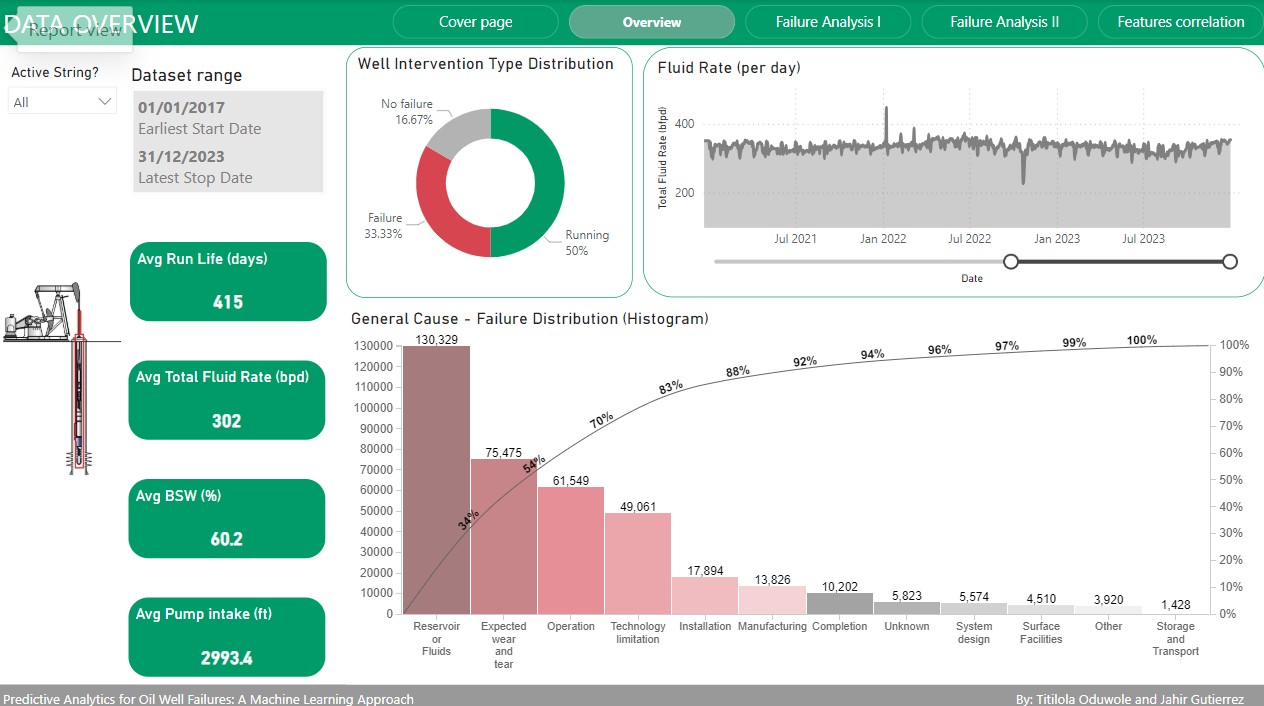 DATA OVERVIEW
Report view
Cover page
Overview
Failure Analysis I
Failure Analysis II
Features correlation
Active String?
All
Dataset range
01/01/2017
Earliest Start Date
31/12/2023
Latest Stop Date
Avg Run Life (days)
415
Avg Total Fluid Rate (bpd)
302
Avg BSW (%)
60.2
Avg Pump intake (ft)
2993.4
Well Intervention Type Distribution
No failure
16.67%
Failure
33.33%
Running
50%
Fluid Rate (per day)
Total Fluid Rate (bfpd)
400
200
Jul 2021
Jan 2022
Jul 2022
Jan 2023
Jul 2023
Date
General Cause - Failure Distribution (Histogram)
130000
120000
110000
100000
90000
80000
70000
60000
50000
40000
30000
20000
10000
0
130,329
75,475
61,549
49,061
17,894
13,826
10,202
5,823
5,574
4,510
3,920
1,428
34%
54%
70%
83%
88%
92%
94%
96%
97%
99%
100%
100%
90%
80%
70%
60%
50%
40%
30%
20%
10%
0%
Reservoir
or
Fluids
Expected
wear
and
tear
Operation
Technology
limitation
Installation
Manufacturing
Completion
Unknown
System
design
Surface
Facilities
Other
Storage
and
Transport
Predictive Analytics for Oil Well Failures: A Machine Learning Approach
By: Titilola Oduwole and Jahir Gutierrez